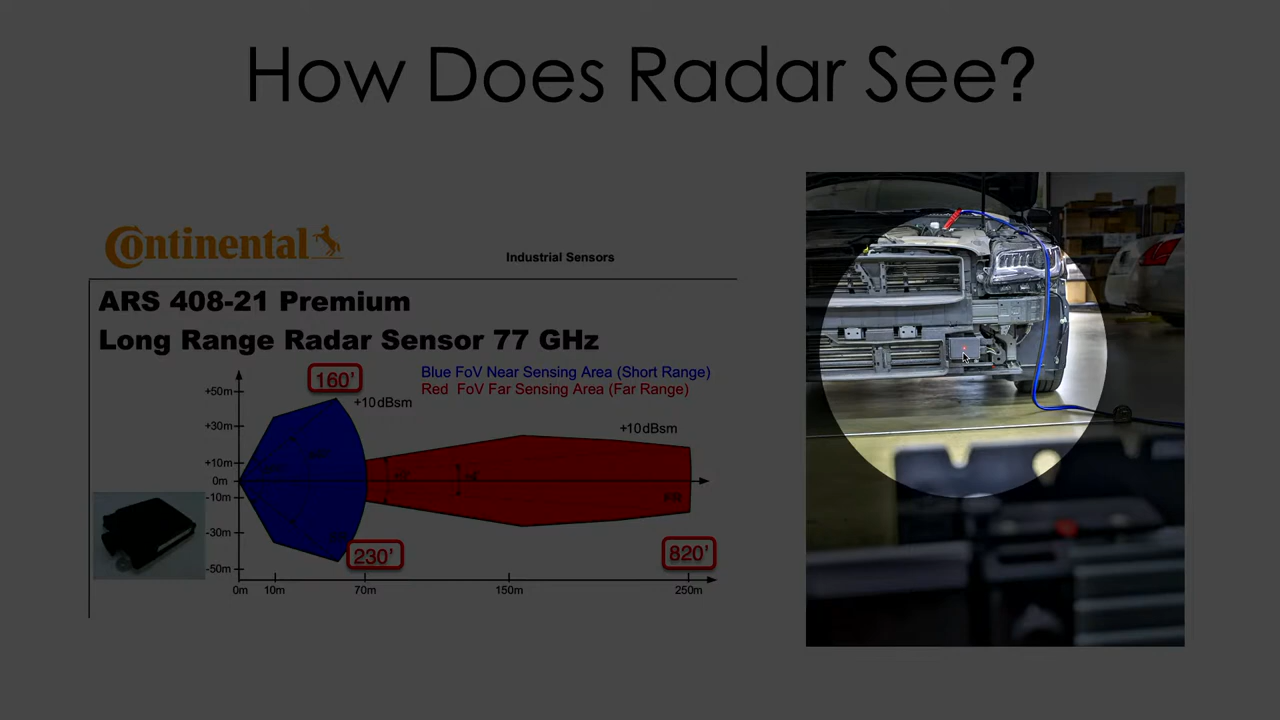 How Does Radar See?
Continental
Industrial Sensors
ARS 408-21 Premium
Long Range Radar Sensor 77 GHz
160'
Blue FoV Near Sensing Area (Short Range)
Red FoV Far Sensing Area (Far Range)
+50m
+10dBsm
+30m
+10dBsm
+10m
0m
-10m
-30m
230'
820'
-50m
0m
10m
70m
150m
250m